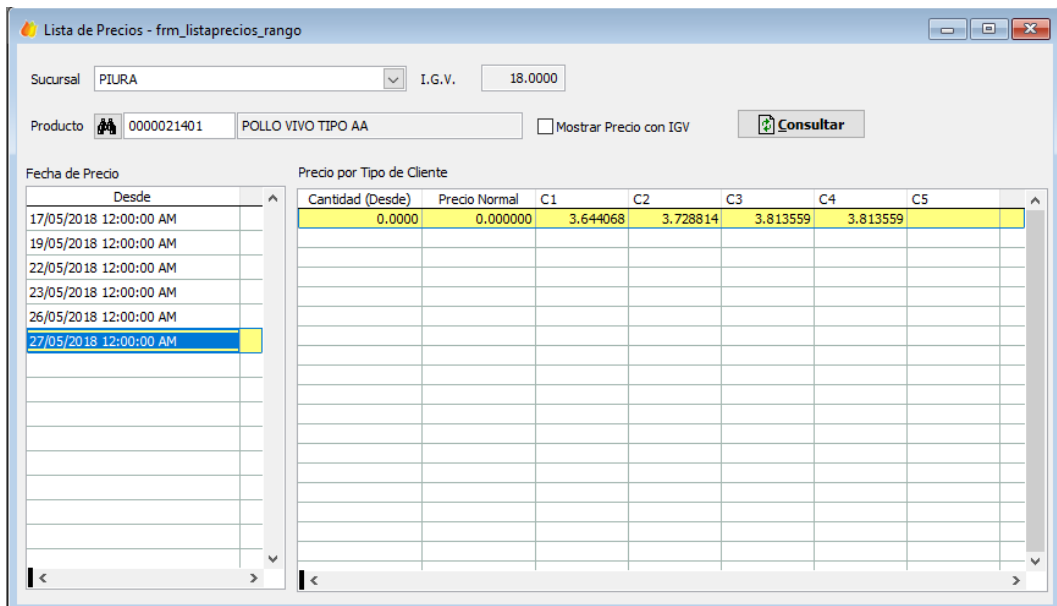 Lista de Precios - frm_listaprecios_rango
Sucursal PIURA I.G.V. 18.0000
Producto 0000021401 POLLO VIVO TIPO AA Mostrar Precio con IGV Consultar
Fecha de Precio
Desde
17/05/2018 12:00:00 AM
19/05/2018 12:00:00 AM
22/05/2018 12:00:00 AM
23/05/2018 12:00:00 AM
26/05/2018 12:00:00 AM
27/05/2018 12:00:00 AM
Precio por Tipo de Cliente
Cantidad (Desde) Precio Normal C1 C2 C3 C4 C5
0.0000 0.000000 3.644068 3.728814 3.813559 3.813559